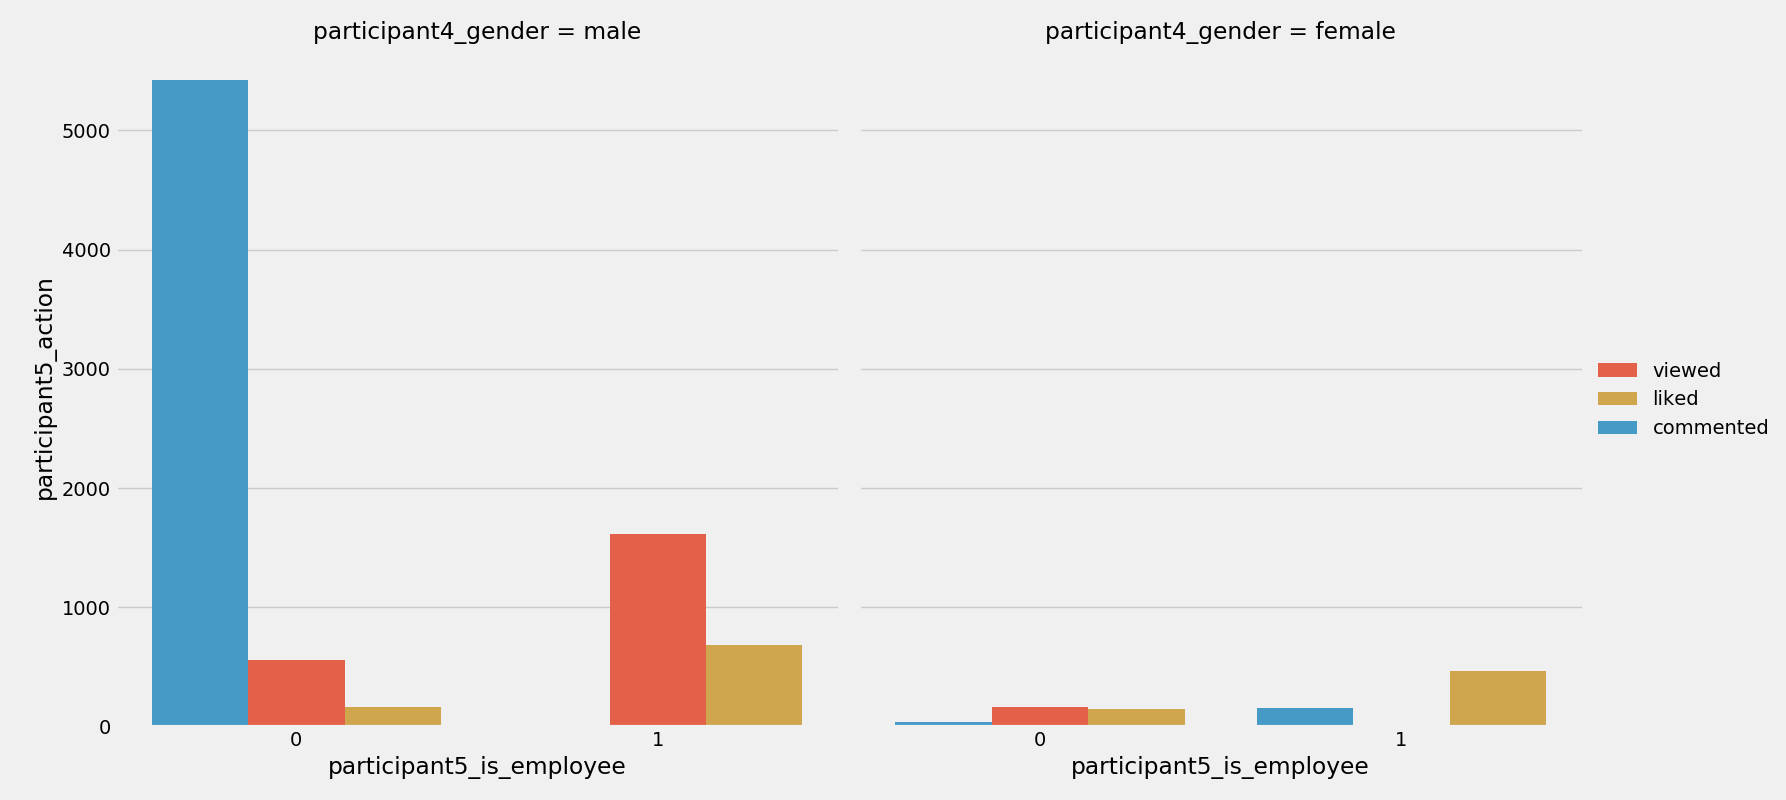 participant4_gender = male
participant4_gender = female
participant5_action
5000
4000
3000
2000
1000
0
0
1
0
1
participant5_is_employee
participant5_is_employee
viewed
liked
commented